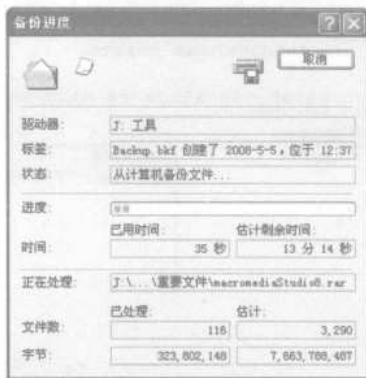 备份进度
取消
驱动器: J: 工具
标签: Backup.bkf 创建了 2008-5-5，位于 12:37
状态: 从计算机备份文件...
进度:
已用时间: 估计剩余时间:
时间: 35 秒 13 分 14 秒
正在处理: J:\...\重要文件\macromediaStudio8.rar
已处理: 估计:
文件数: 116 3,290
字节: 323,802,148 7,663,788,487